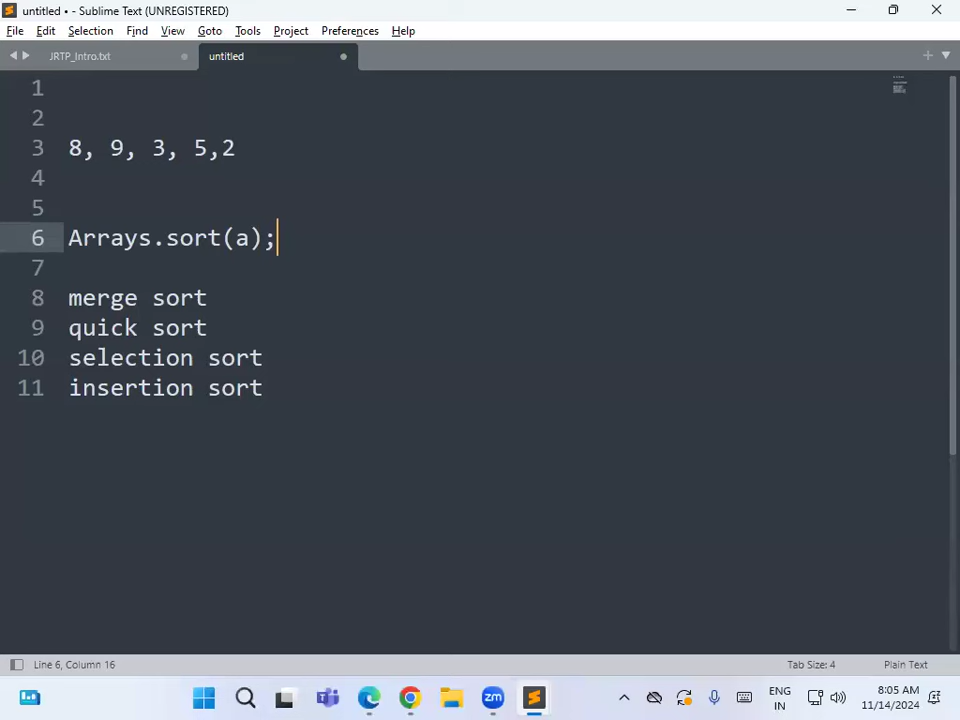 untitled • - Sublime Text (UNREGISTERED)
File Edit Selection Find View Goto Tools Project Preferences Help
JRTP_Intro.txt untitled
1
2
3 8, 9, 3, 5,2
4
5
6 Arrays.sort(a);
7
8 merge sort
9 quick sort
10 selection sort
11 insertion sort
Line 6, Column 16 Tab Size: 4 Plain Text
zm
ENG
IN
8:05 AM
11/14/2024